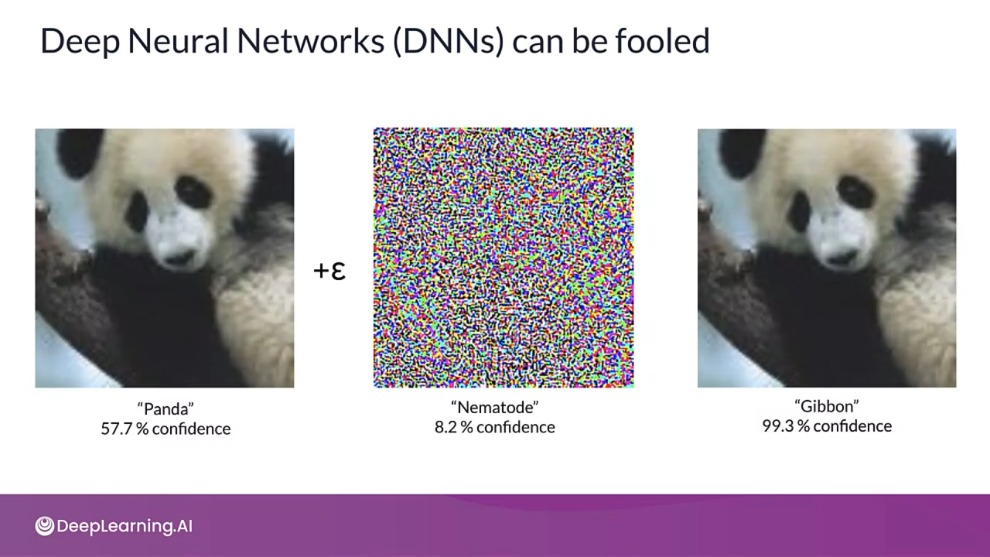 Deep Neural Networks (DNNs) can be fooled
+ε
“Panda”
57.7 % confidence
“Nematode”
8.2 % confidence
“Gibbon”
99.3 % confidence
DeepLearning.AI